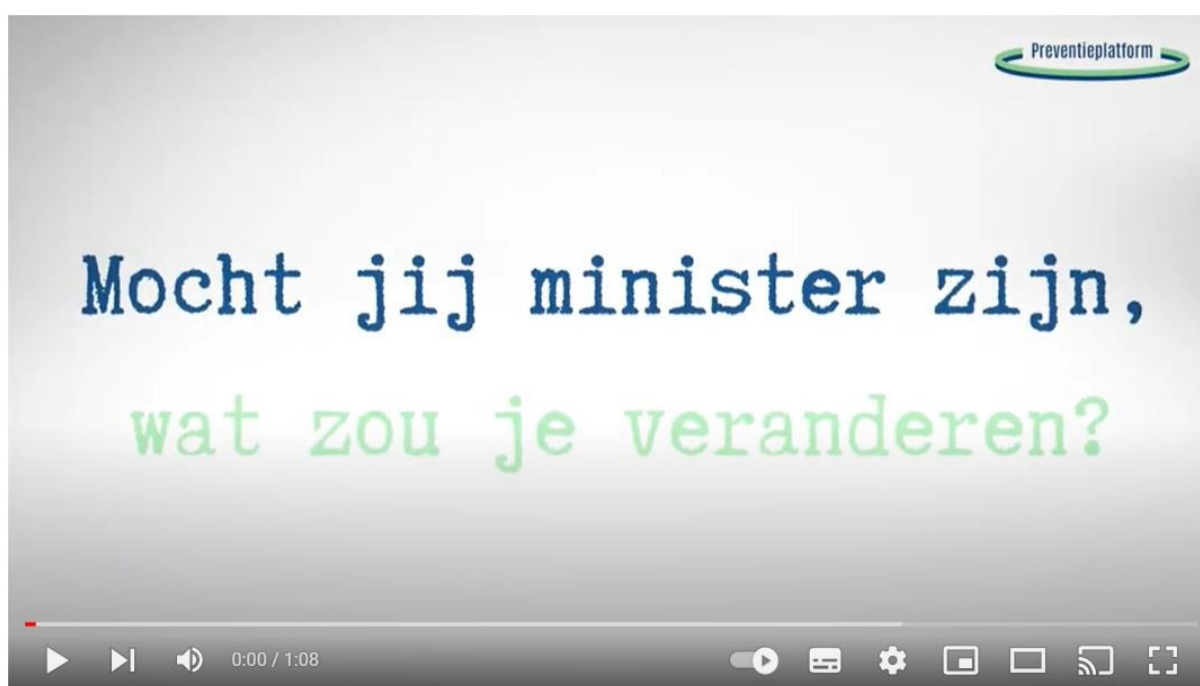 Preventieplatform
Mocht jij minister zijn,
wat zou je veranderen?
0:00 / 1:08